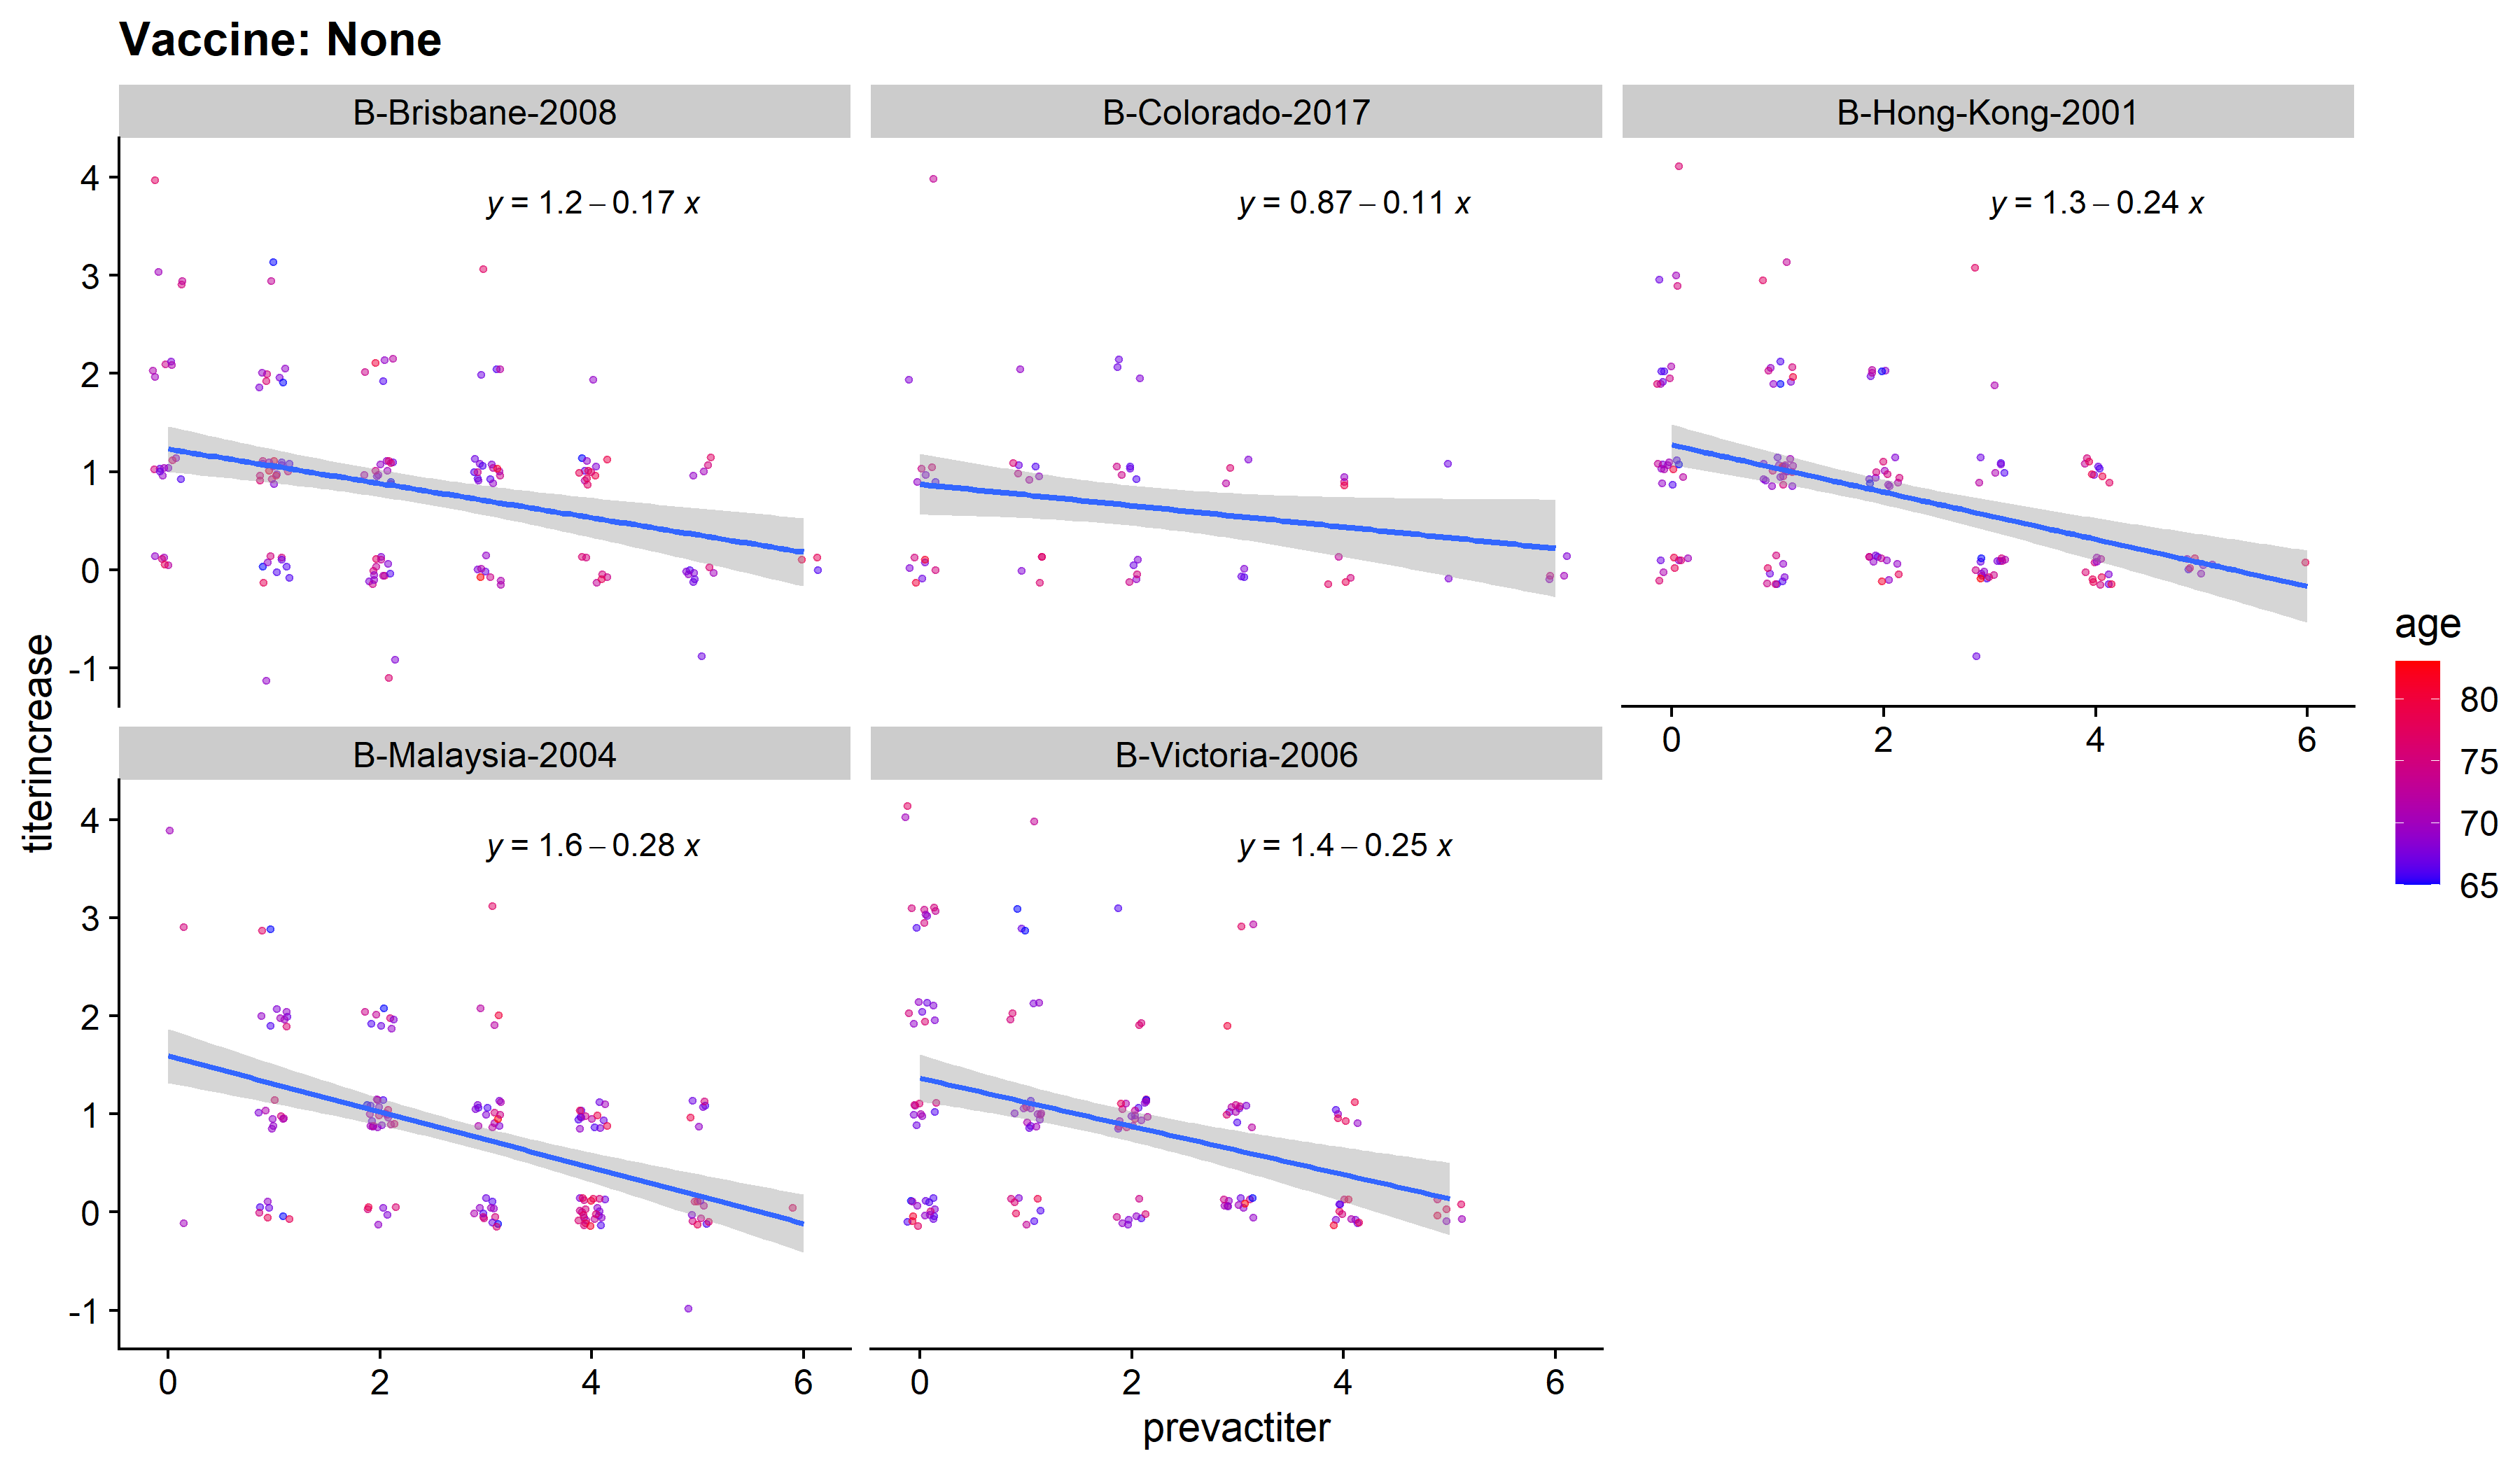 Vaccine: None
B-Brisbane-2008
B-Colorado-2017
B-Hong-Kong-2001
y = 1.2 – 0.17 x
y = 0.87 – 0.11 x
y = 1.3 – 0.24 x
4
3
2
1
0
-1
0 2 4 6
B-Malaysia-2004
B-Victoria-2006
y = 1.6 – 0.28 x
y = 1.4 – 0.25 x
4
3
2
1
0
-1
0 2 4 6
0 2 4 6
titerincrease
prevactiter
age
80
75
70
65